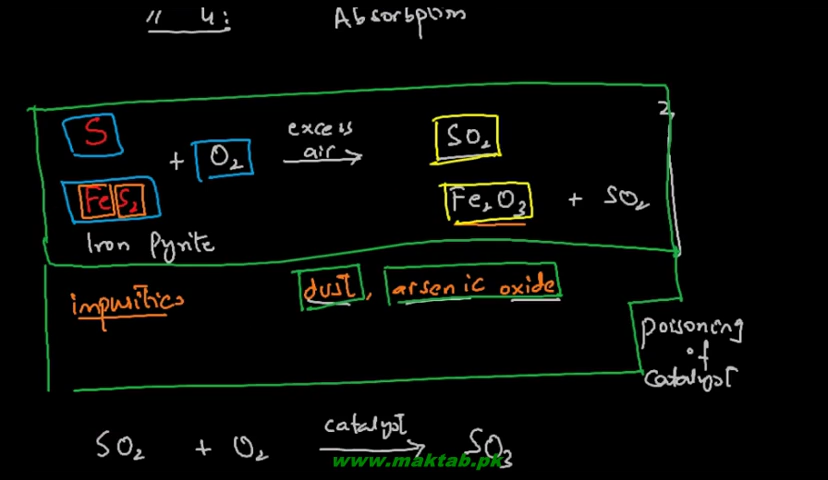 〃 4: Absorbption
S + O₂ excess air → SO₂
FeS₂ Fe₂O₃ + SO₂
Iron Pyrite
2,
impurities dust, arsenic oxide
poisoning
of
catalyst
SO₂ + O₂ catalyst → SO₃
www.maktab.pk